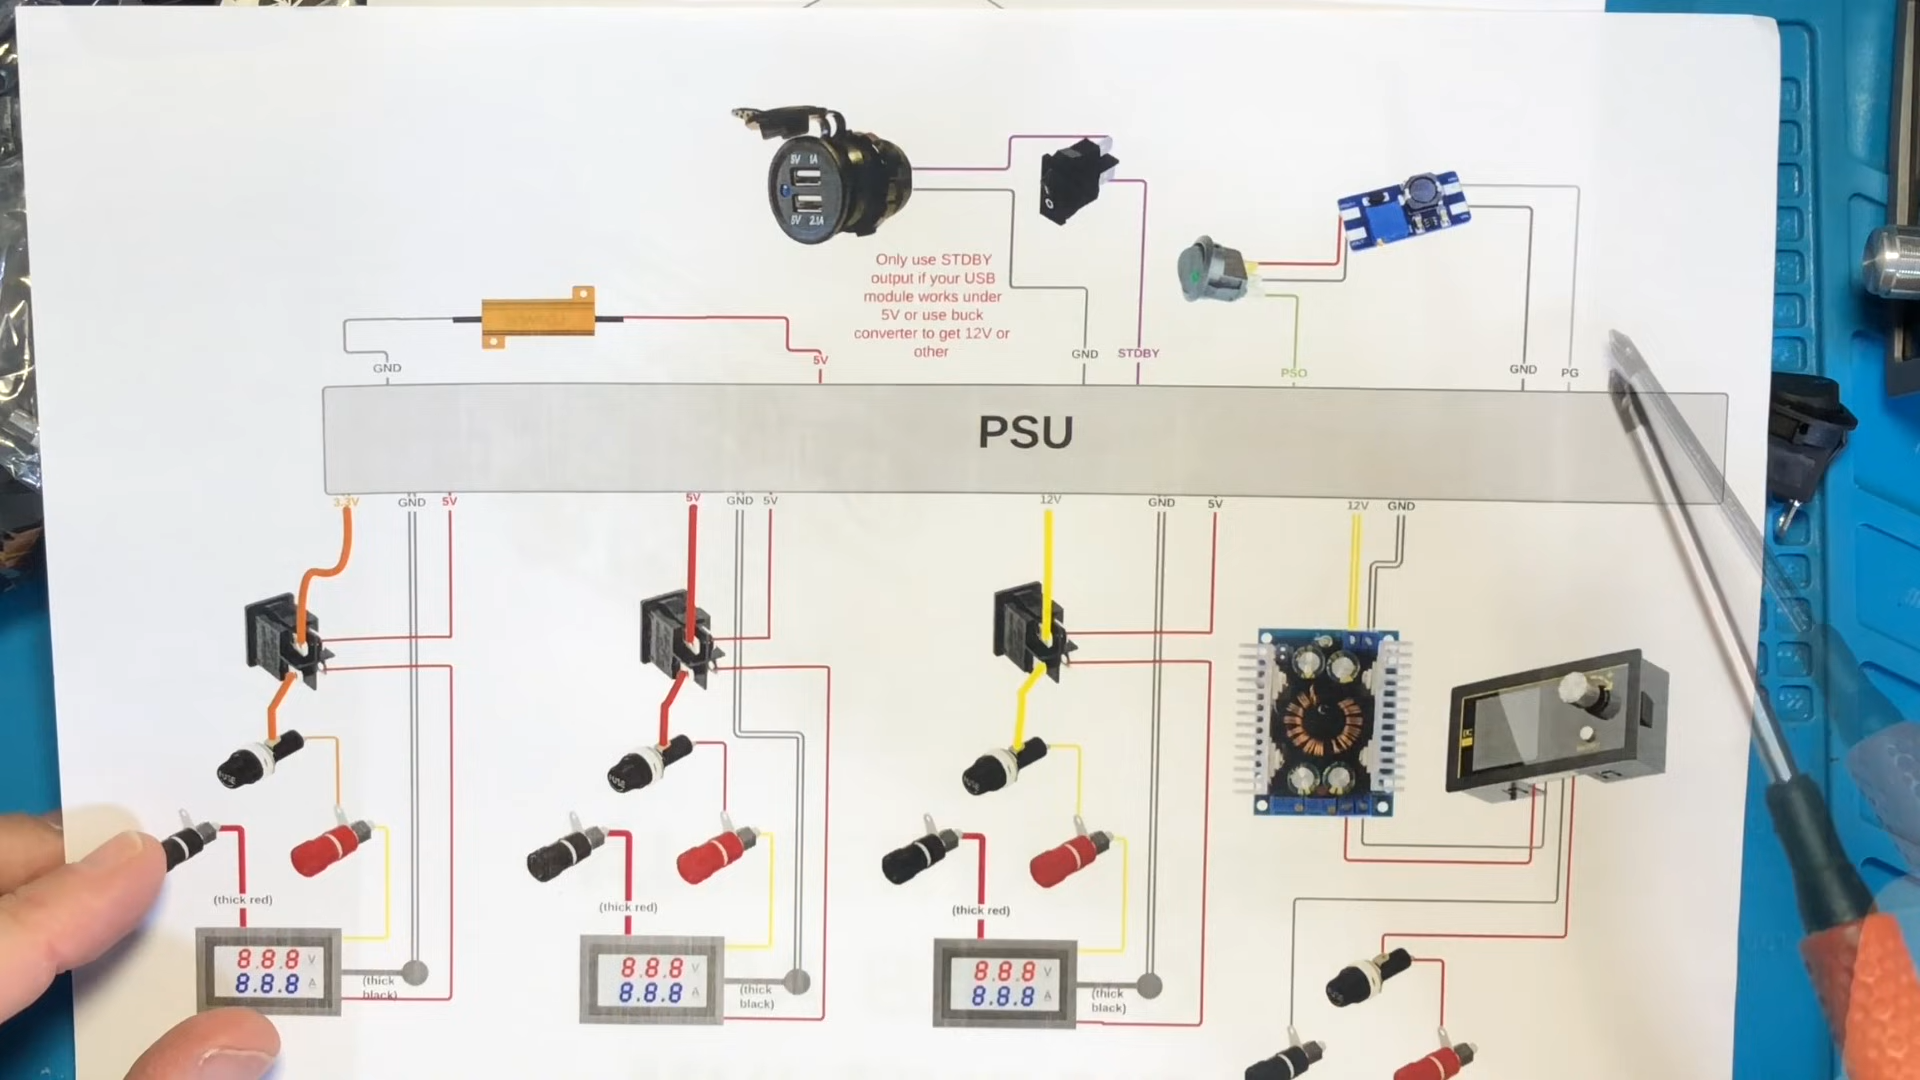 5V 1A
5V 2.1A
Only use STDBY
output if your USB
module works under
5V or use buck
converter to get 12V or
other
GND
5V
GND
STDBY
PSO
GND
PG
PSU
3.3V
GND
5V
5V
GND
5V
12V
GND
5V
12V
GND
FUSE
FUSE
FUSE
(thick red)
(thick red)
(thick red)
8.8.8 V
8.8.8 A
(thick
black)
8.8.8 V
8.8.8 A
(thick
black)
8.8.8 V
8.8.8 A
(thick
black)